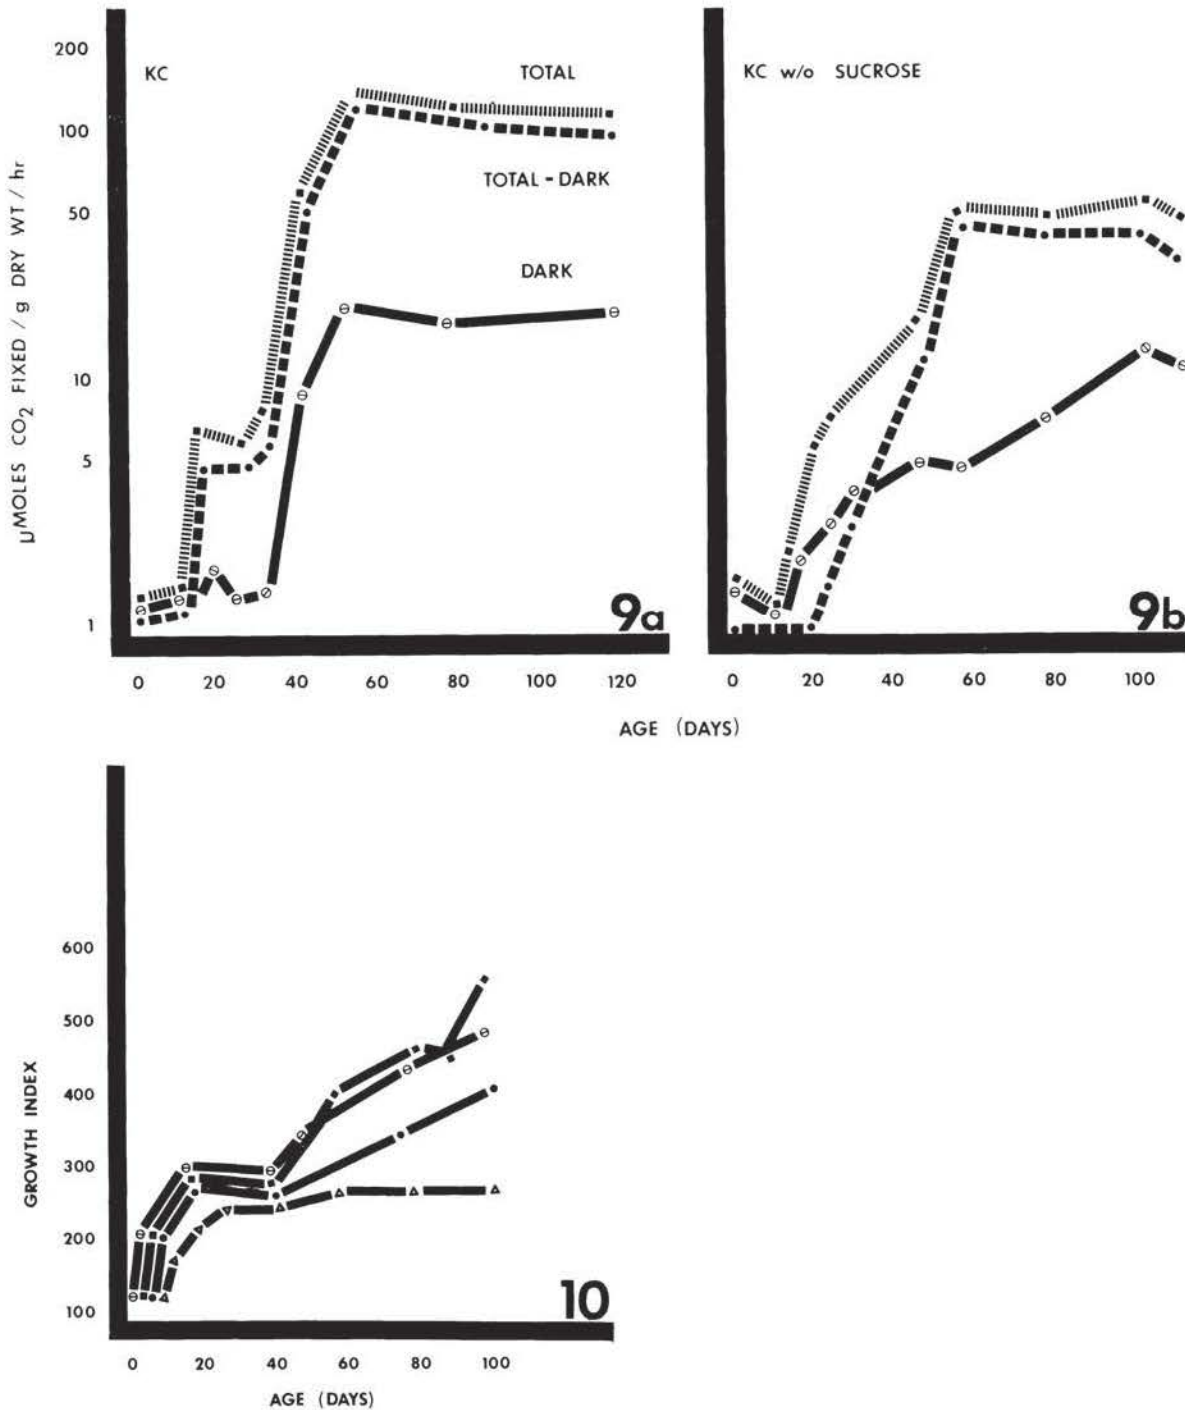 200
100
50
10
5
1
μMOLES CO2 FIXED / g DRY WT / hr
KC
TOTAL
TOTAL - DARK
DARK
9a
0 20 40 60 80 100 120
KC w/o SUCROSE
9b
0 20 40 60 80 100
AGE (DAYS)
600
500
400
300
200
100
GROWTH INDEX
10
0 20 40 60 80 100
AGE (DAYS)